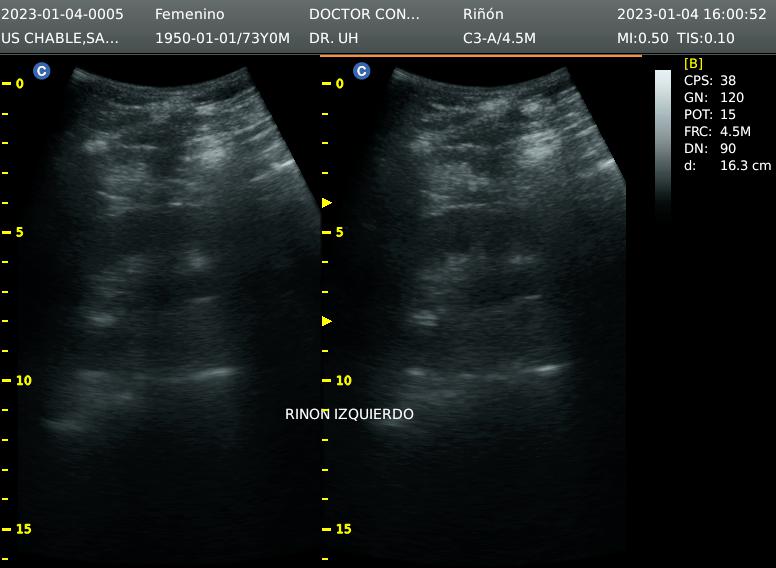 2023-01-04-0005 Femenino DOCTOR CON... Riñón 2023-01-04 16:00:52
US CHABLE,SA... 1950-01-01/73Y0M DR. UH C3-A/4.5M MI:0.50 TIS:0.10
C C [B]
0 0 CPS: 38
GN: 120
POT: 15
FRC: 4.5M
DN: 90
d: 16.3 cm
5 5
10 10
RINON IZQUIERDO
15 15